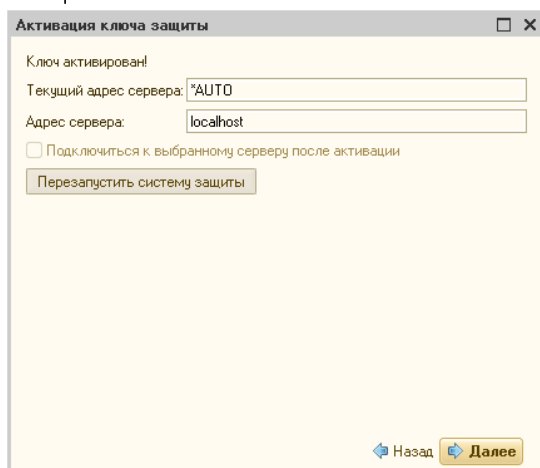 Активация ключа защиты
Ключ активирован!
Текущий адрес сервера: *AUTO
Адрес сервера: localhost
Подключиться к выбранному серверу после активации
Перезапустить систему защиты
Назад Далее